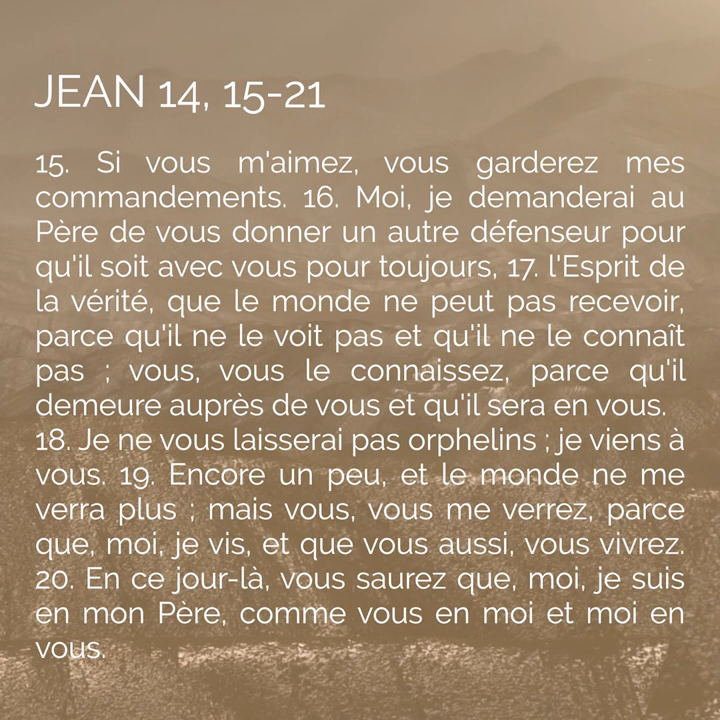 JEAN 14, 15-21
15. Si vous m'aimez, vous garderez mes
commandements. 16. Moi, je demanderai au
Père de vous donner un autre défenseur pour
qu'il soit avec vous pour toujours, 17. l'Esprit de
la vérité, que le monde ne peut pas recevoir,
parce qu'il ne le voit pas et qu'il ne le connaît
pas ; vous, vous le connaissez, parce qu'il
demeure auprès de vous et qu'il sera en vous.
18. Je ne vous laisserai pas orphelins ; je viens à
vous. 19. Encore un peu, et le monde ne me
verra plus ; mais vous, vous me verrez, parce
que, moi, je vis, et que vous aussi, vous vivrez.
20. En ce jour-là, vous saurez que, moi, je suis
en mon Père, comme vous en moi et moi en
vous.